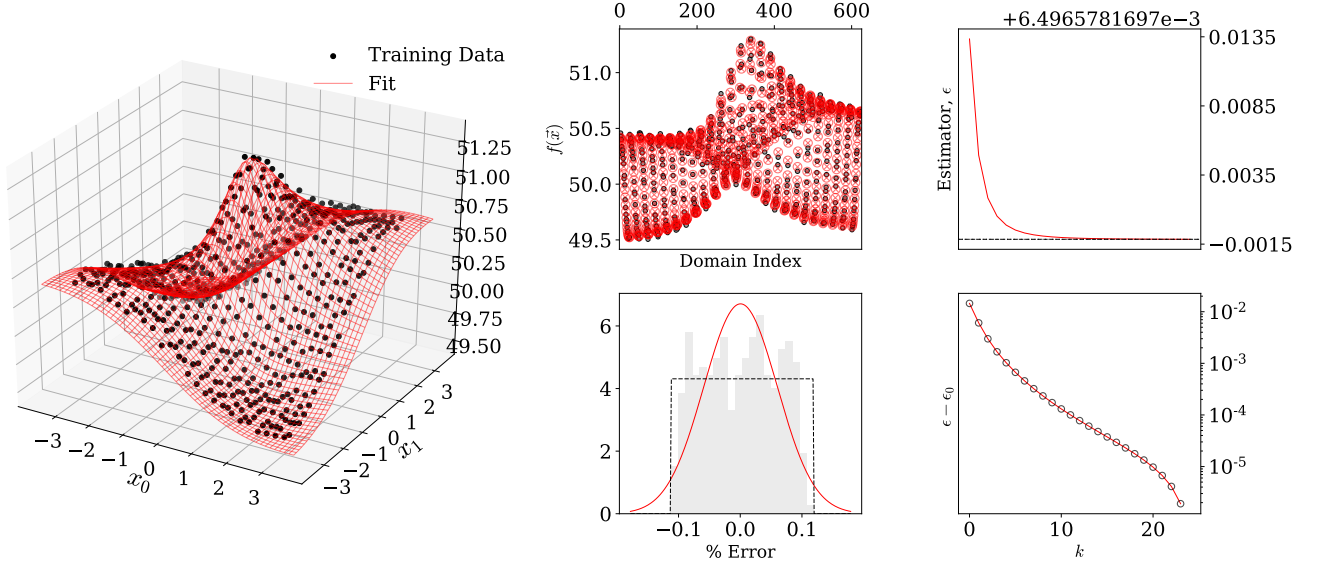 Training Data
Fit
51.25
51.00
50.75
50.50
50.25
50.00
49.75
49.50
−3
−2
−1
0
1
2
3
x0
−3
−2
−1
0
1
2
3
x1
0 200 400 600
51.0
50.5
50.0
49.5
f(x⃗)
Domain Index
+6.4965781697e−3
0.0135
0.0085
0.0035
−0.0015
Estimator, ϵ
6
4
2
0
−0.1 0.0 0.1
% Error
10⁻²
10⁻³
10⁻⁴
10⁻⁵
ϵ − ϵ₀
0 10 20
k